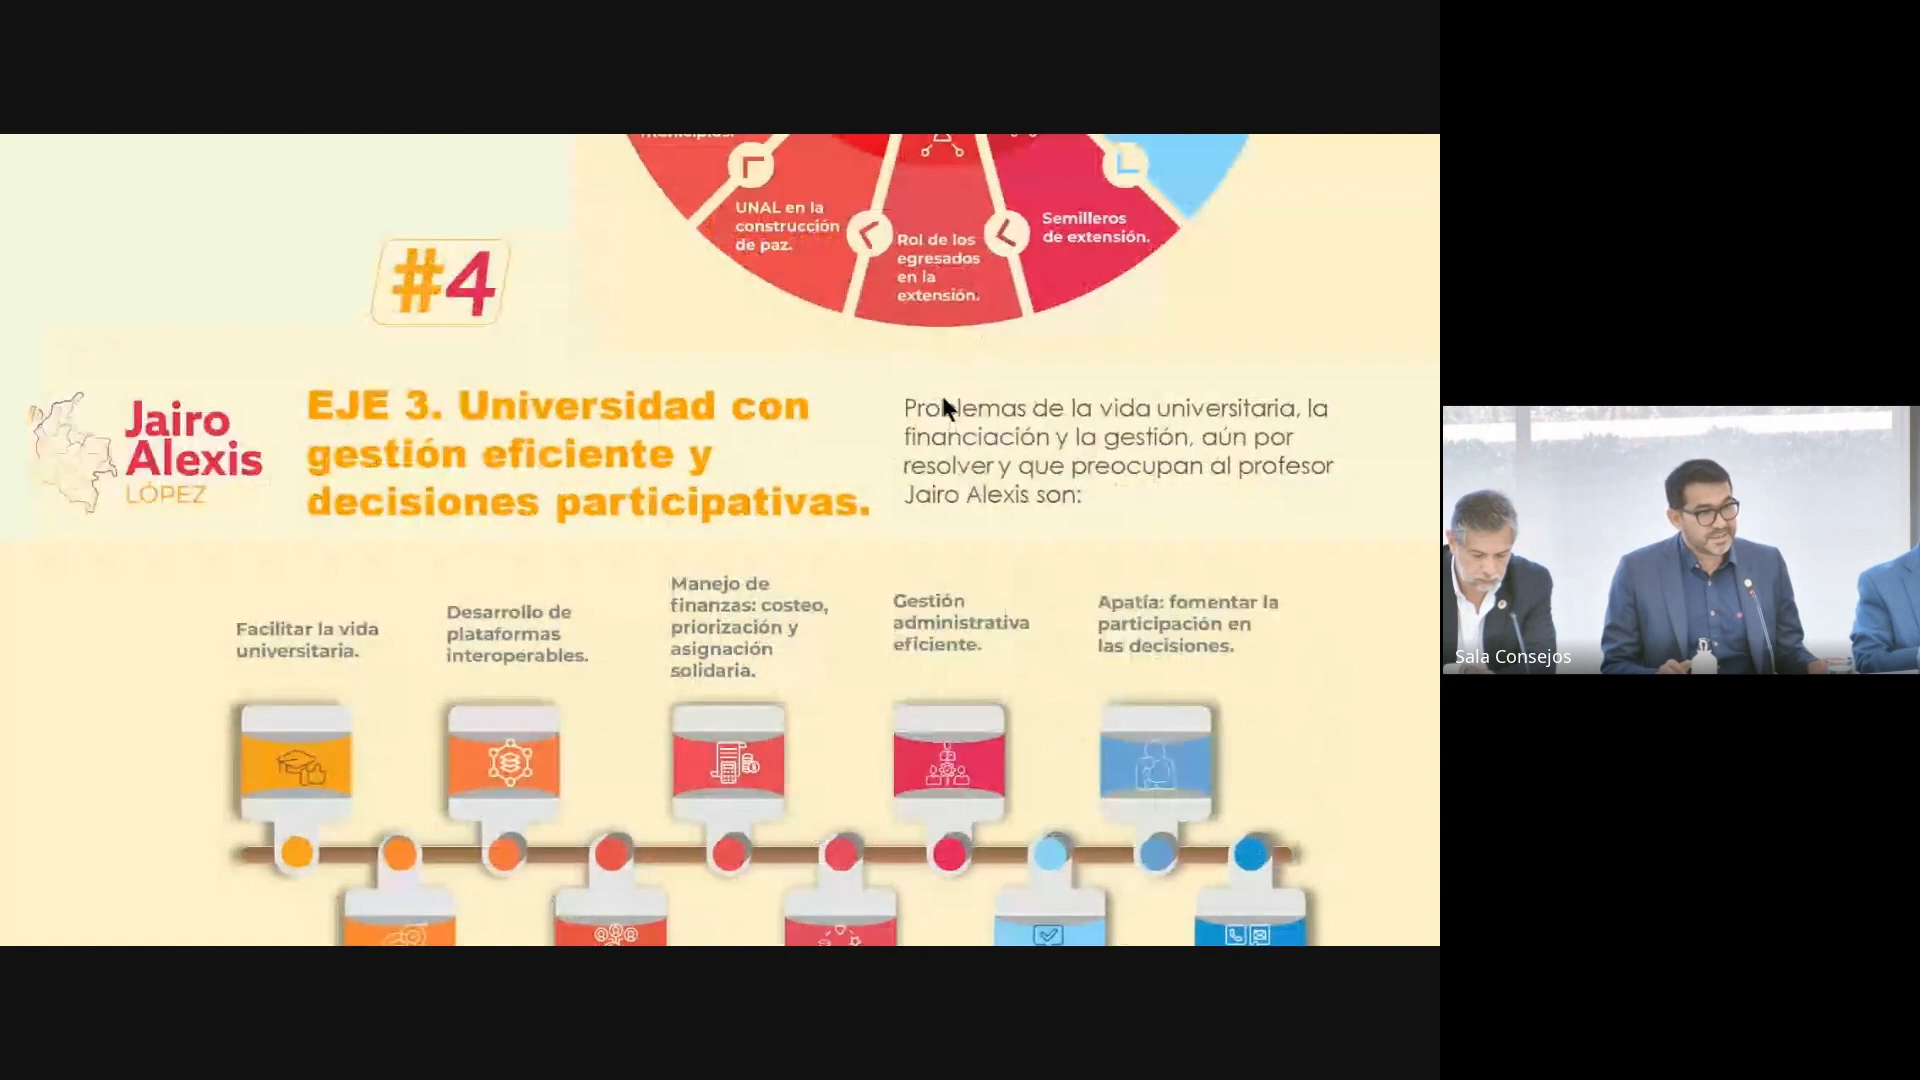 municipios.
UNAL en la
construcción
de paz.
Rol de los
egresados
en la
extensión.
Semilleros
de extensión.
#4
Jairo
Alexis
LÓPEZ
EJE 3. Universidad con
gestión eficiente y
decisiones participativas.
Problemas de la vida universitaria, la
financiación y la gestión, aún por
resolver y que preocupan al profesor
Jairo Alexis son:
Facilitar la vida
universitaria.
Desarrollo de
plataformas
interoperables.
Manejo de
finanzas: costeo,
priorización y
asignación
solidaria.
Gestión
administrativa
eficiente.
Apatía: fomentar la
participación en
las decisiones.
Sala Consejos